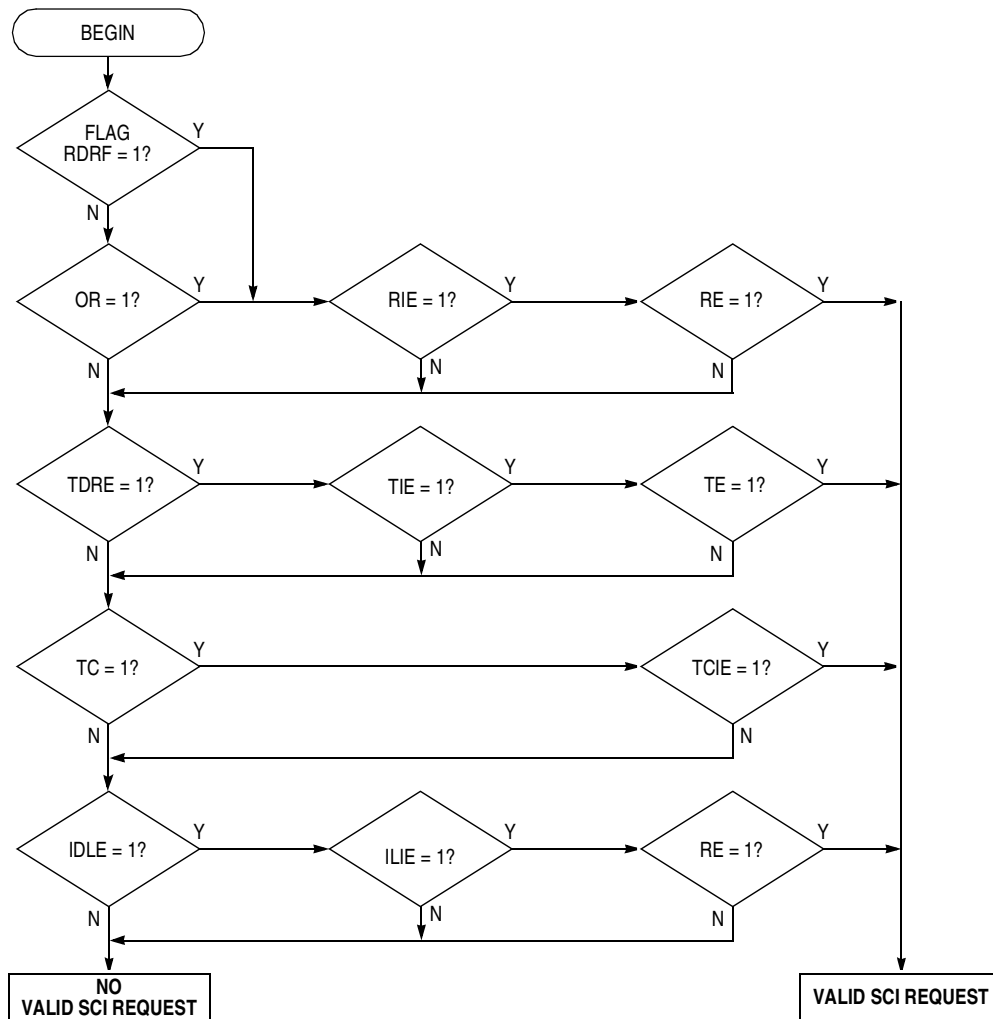 BEGIN
FLAG
RDRF = 1?
Y
N
OR = 1?
Y
RIE = 1?
Y
RE = 1?
Y
N
N
N
TDRE = 1?
Y
TIE = 1?
Y
TE = 1?
Y
N
N
N
TC = 1?
Y
TCIE = 1?
Y
N
N
IDLE = 1?
Y
ILIE = 1?
Y
RE = 1?
Y
N
N
N
NO
VALID SCI REQUEST
VALID SCI REQUEST